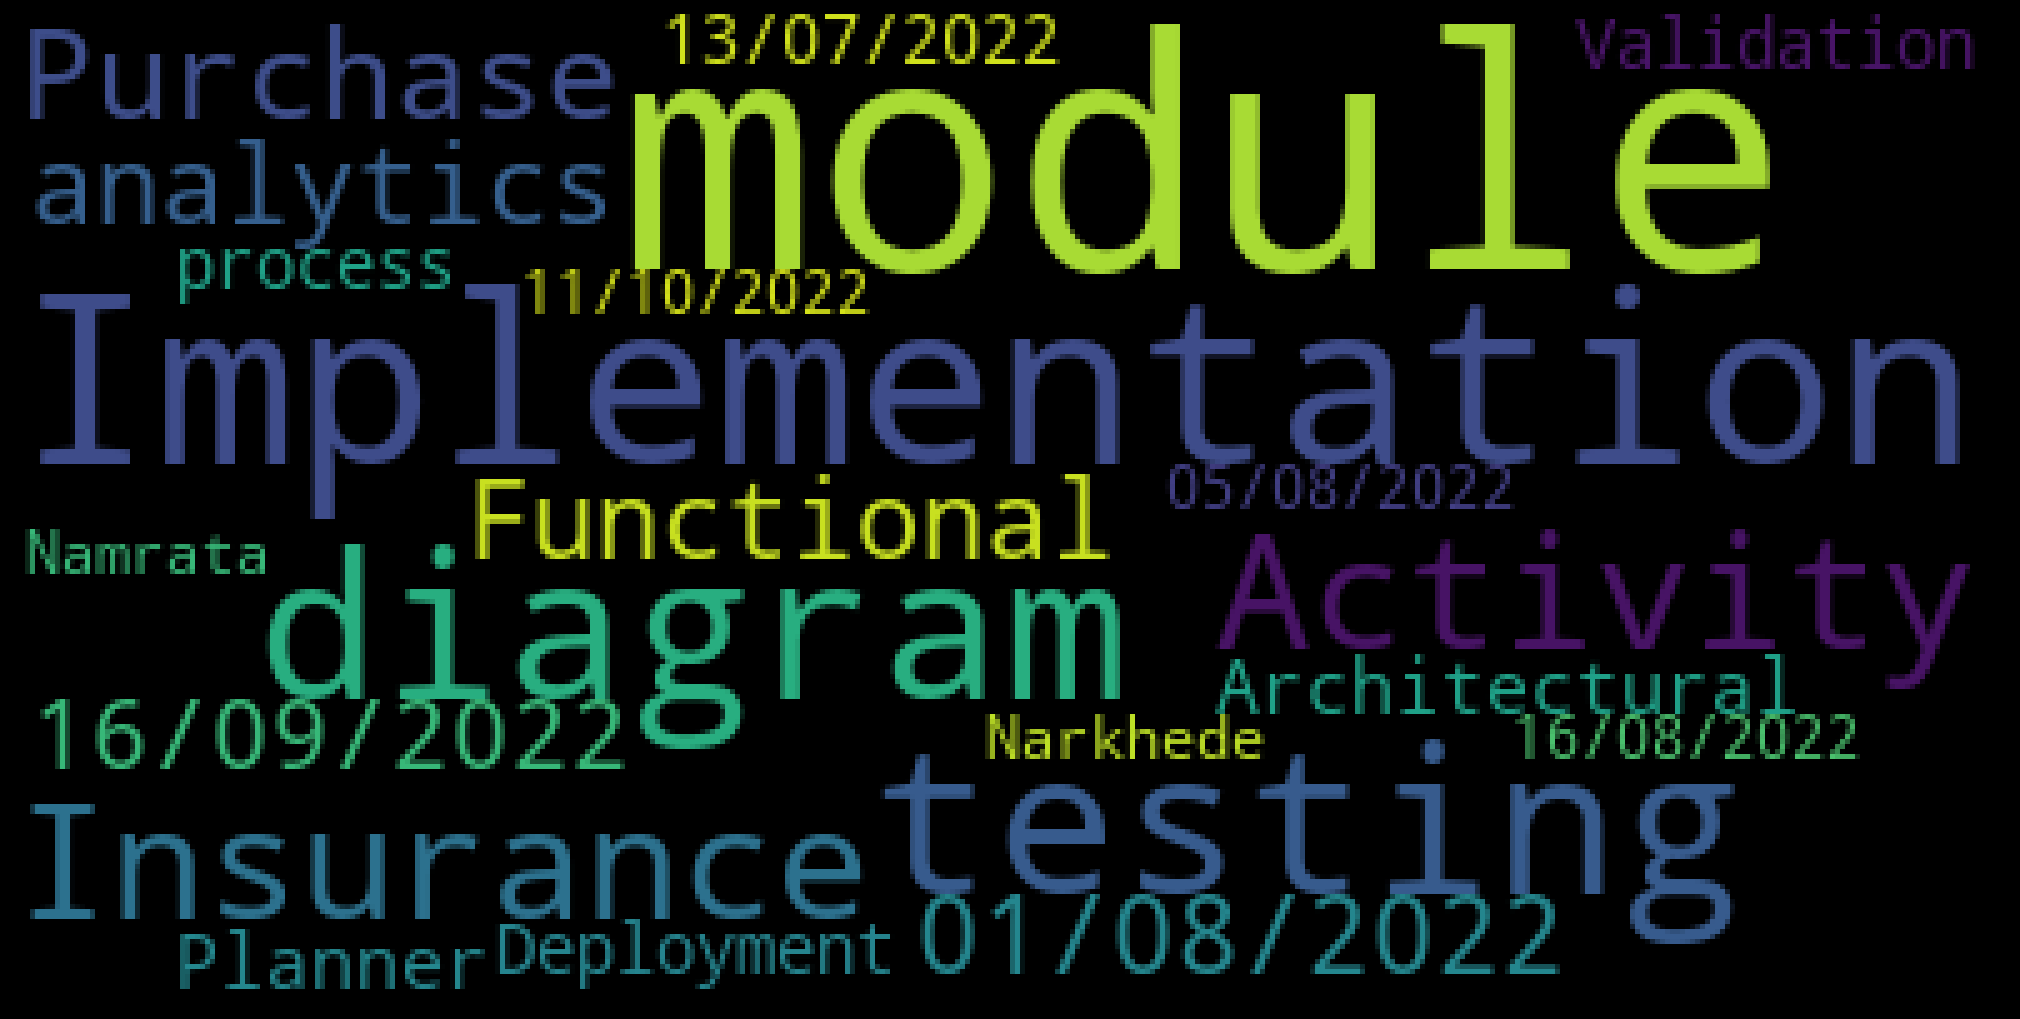 Purchase
13/07/2022
module
Validation
analytics
process
11/10/2022
Implementation
05/08/2022
Functional
Namrata
diagram
Activity
Architectural
16/09/2022
Narkhede
16/08/2022
testing
Insurance
01/08/2022
Planner
Deployment